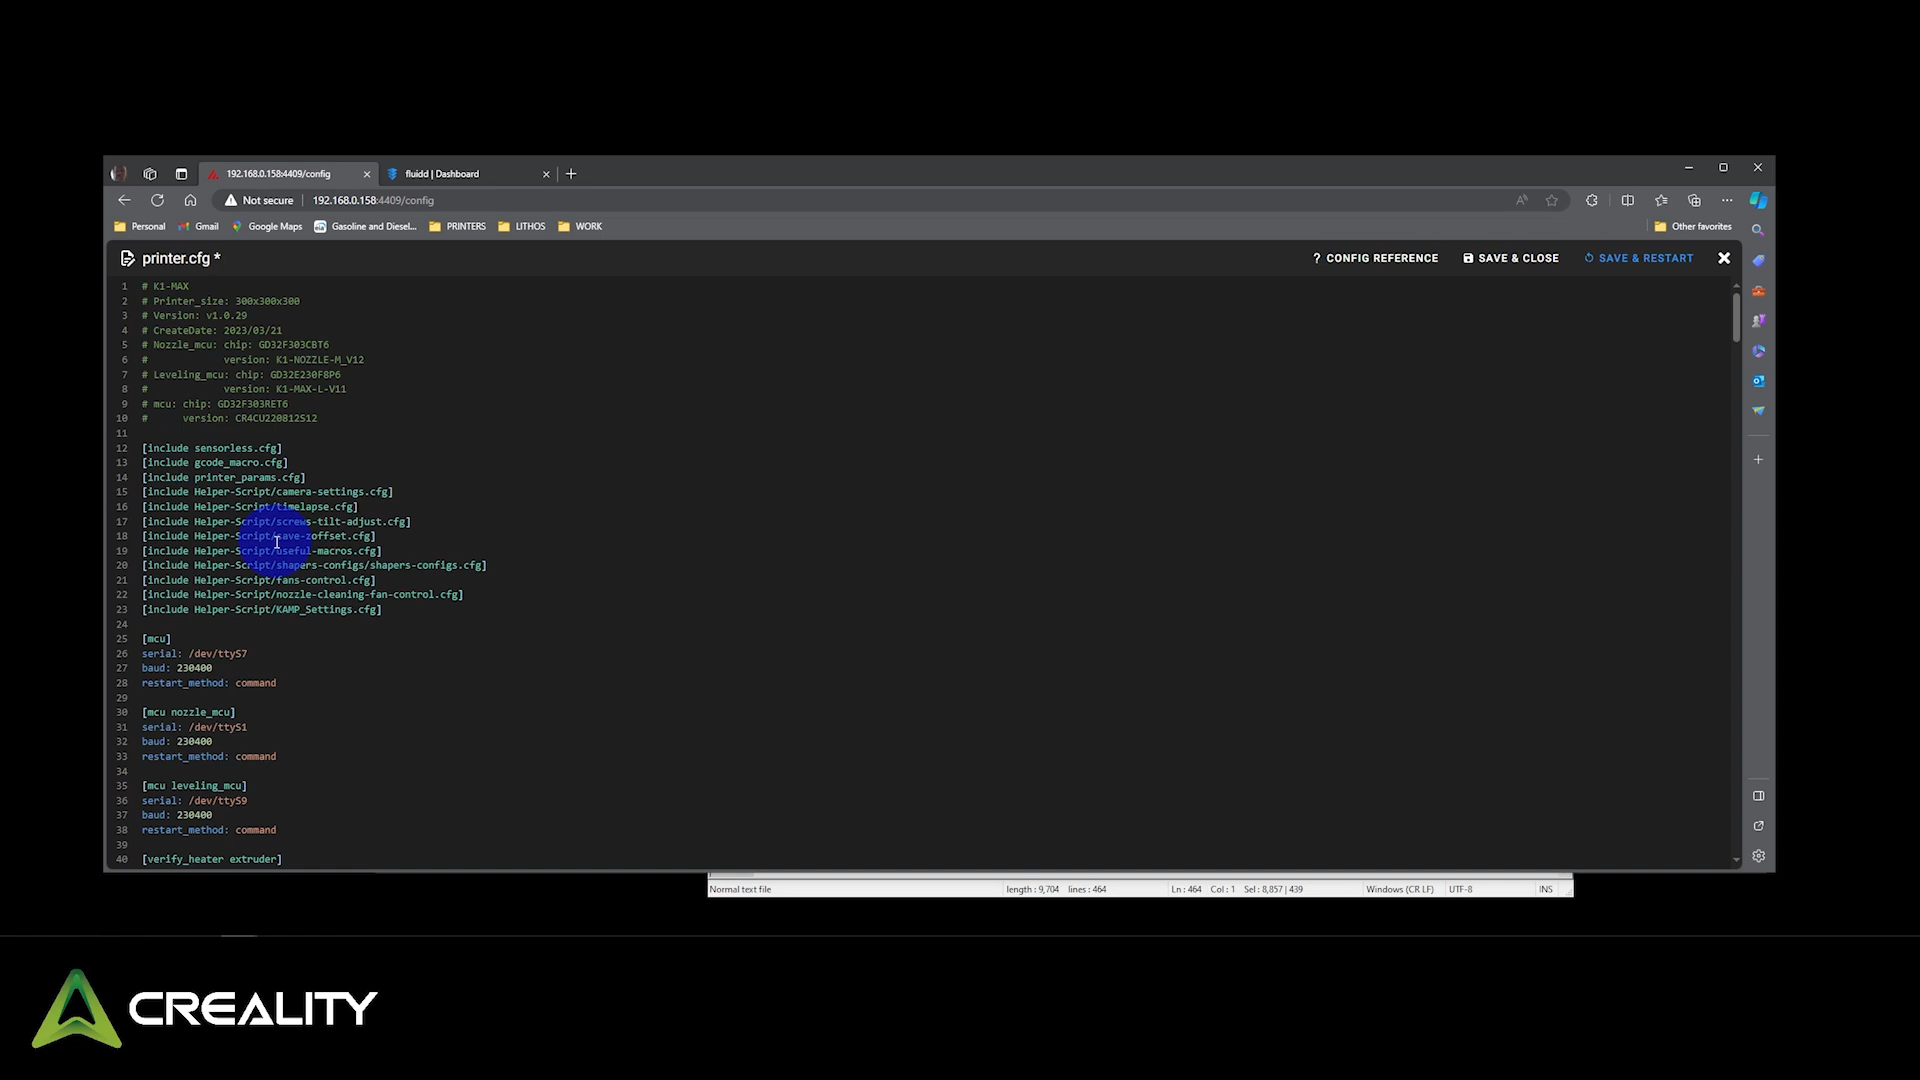 192.168.0.158:4409/config
fluidd | Dashboard
Not secure
192.168.0.158:4409/config
Personal
Gmail
Google Maps
Gasoline and Diesel...
PRINTERS
LITHOS
WORK
Other favorites
printer.cfg *
? CONFIG REFERENCE
SAVE & CLOSE
SAVE & RESTART
1 # K1-MAX
2 # Printer_size: 300x300x300
3 # Version: v1.0.29
4 # CreateDate: 2023/03/21
5 # Nozzle_mcu: chip: GD32F303CBT6
6 # version: K1-NOZZLE-M_V12
7 # Leveling_mcu: chip: GD32E230F8P6
8 # version: K1-MAX-L-V11
9 # mcu: chip: GD32F303RET6
10 # version: CR4CU220812S12
11
12 [include sensorless.cfg]
13 [include gcode_macro.cfg]
14 [include printer_params.cfg]
15 [include Helper-Script/camera-settings.cfg]
16 [include Helper-Script/timelapse.cfg]
17 [include Helper-Script/screws-tilt-adjust.cfg]
18 [include Helper-Script/save-zoffset.cfg]
19 [include Helper-Script/useful-macros.cfg]
20 [include Helper-Script/shapers-configs/shapers-configs.cfg]
21 [include Helper-Script/fans-control.cfg]
22 [include Helper-Script/nozzle-cleaning-fan-control.cfg]
23 [include Helper-Script/KAMP_Settings.cfg]
24
25 [mcu]
26 serial: /dev/ttyS7
27 baud: 230400
28 restart_method: command
29
30 [mcu nozzle_mcu]
31 serial: /dev/ttyS1
32 baud: 230400
33 restart_method: command
34
35 [mcu leveling_mcu]
36 serial: /dev/ttyS9
37 baud: 230400
38 restart_method: command
39
40 [verify_heater extruder]
Normal text file
length : 9,704 lines : 464
Ln : 464 Col : 1 Sel : 8,857 | 439
Windows (CR LF)
UTF-8
INS
CREALITY